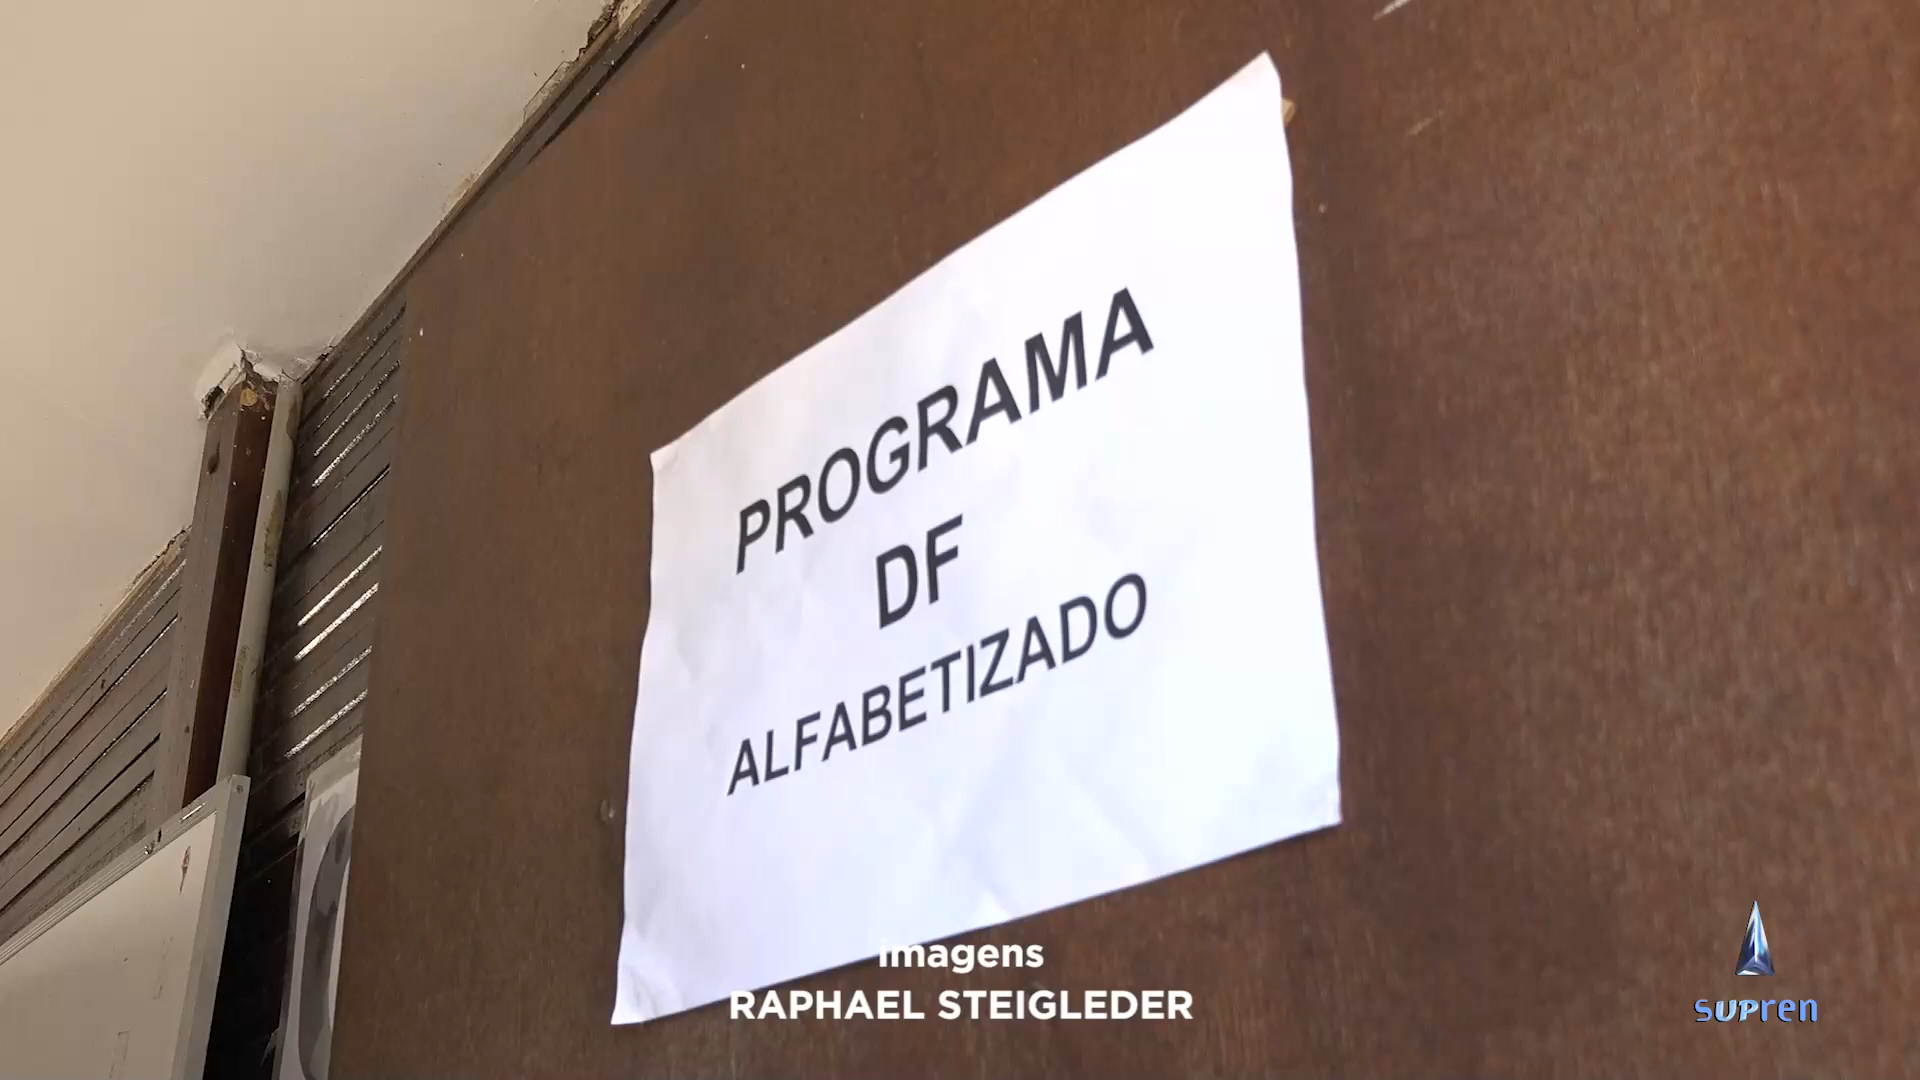 PROGRAMA
DF
ALFABETIZADO
imagens
RAPHAEL STEIGLEDER
SUPren